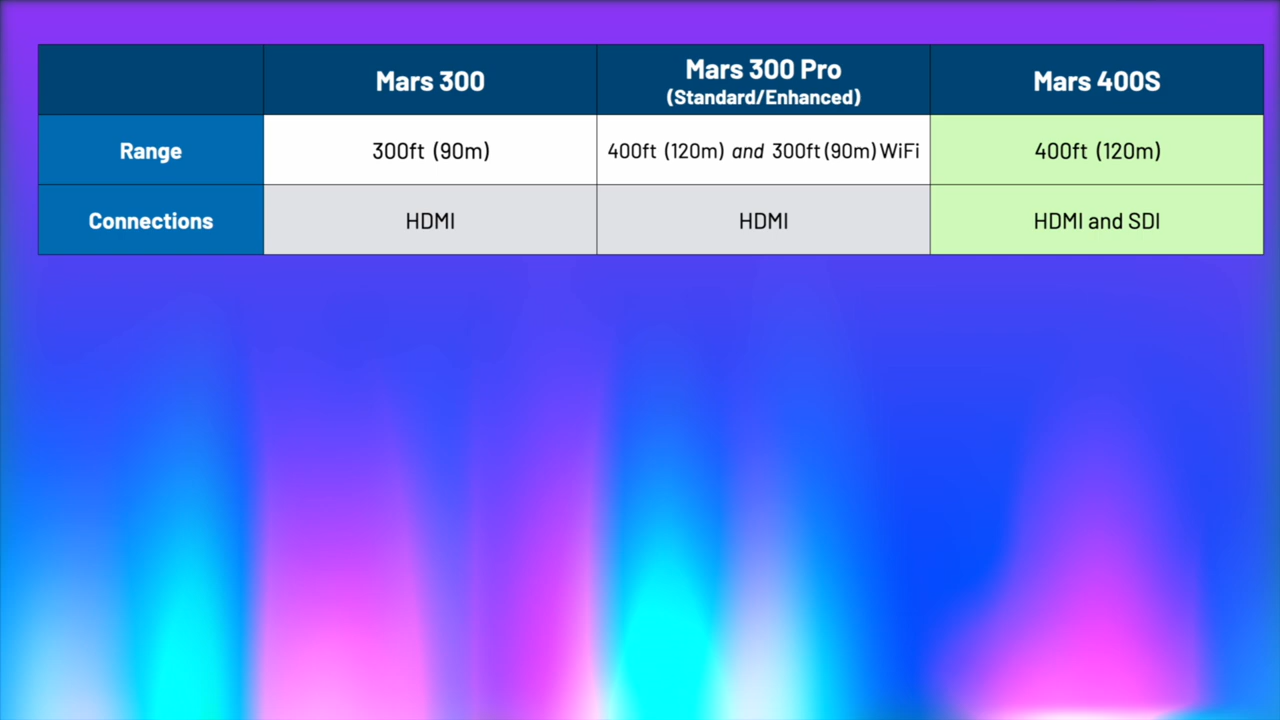 Mars 300
Mars 300 Pro
(Standard/Enhanced)
Mars 400S
Range
300ft (90m)
400ft (120m) and 300ft (90m) WiFi
400ft (120m)
Connections
HDMI
HDMI
HDMI and SDI